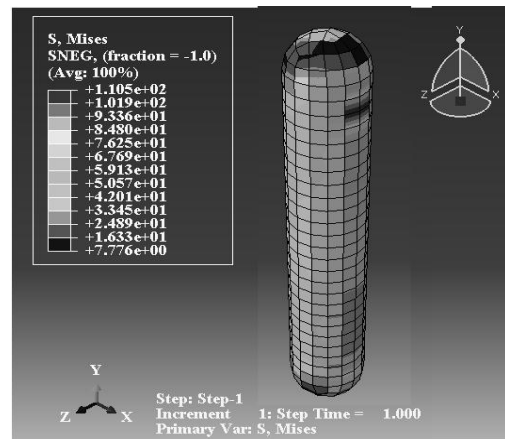 S, Mises
SNEG, (fraction = -1.0)
(Avg: 100%)
+1.105e+02
+1.019e+02
+9.336e+01
+8.480e+01
+7.625e+01
+6.769e+01
+5.913e+01
+5.057e+01
+4.201e+01
+3.345e+01
+2.489e+01
+1.633e+01
+7.776e+00
Y
Z X
Y
Z X
Step: Step-1
Increment 1: Step Time = 1.000
Primary Var: S, Mises